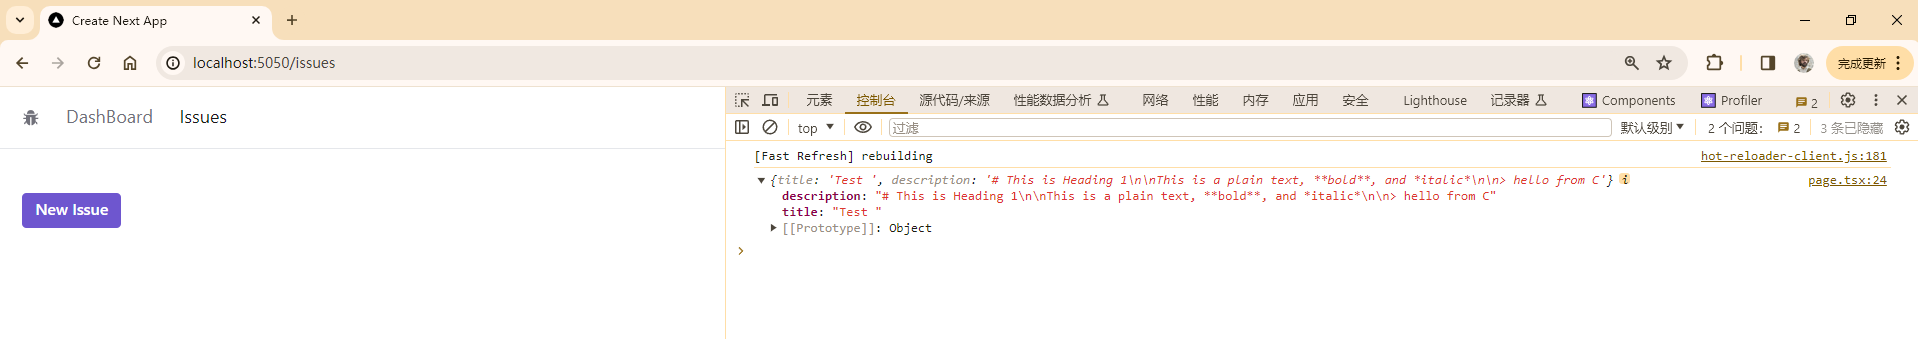 Create Next App
localhost:5050/issues
完成更新
DashBoard Issues
元素 控制台 源代码/来源 性能数据分析 网络 性能 内存 应用 安全 Lighthouse 记录器 Components Profiler 2
top 过滤 默认级别 2 个问题: 2 3 条已隐藏
[Fast Refresh] rebuilding hot-reloader-client.js:181
{title: 'Test ', description: '# This is Heading 1\n\nThis is a plain text, **bold**, and *italic*\n\n> hello from C'} i page.tsx:24
description: "# This is Heading 1\n\nThis is a plain text, **bold**, and *italic*\n\n> hello from C"
title: "Test "
[[Prototype]]: Object
New Issue